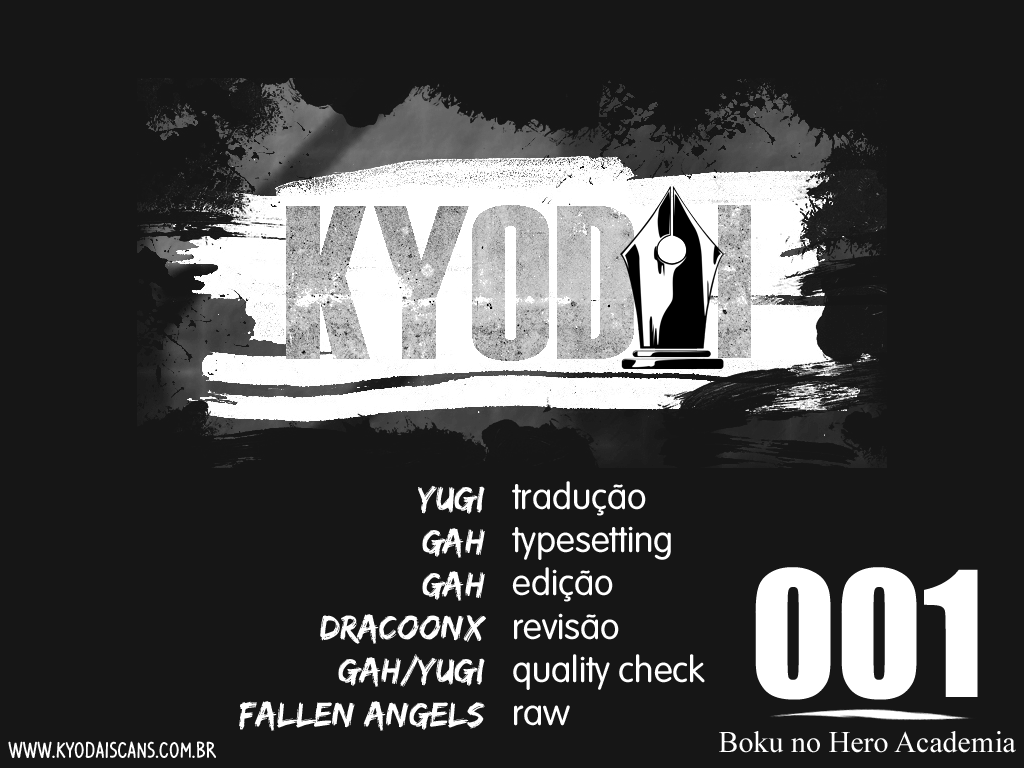 KYODAI
YUGI tradução
GAH typesetting
GAH edição
DRACOONX revisão
GAH/YUGI quality check
FALLEN ANGELS raw
001
Boku no Hero Academia
WWW.KYODAISCANS.COM.BR